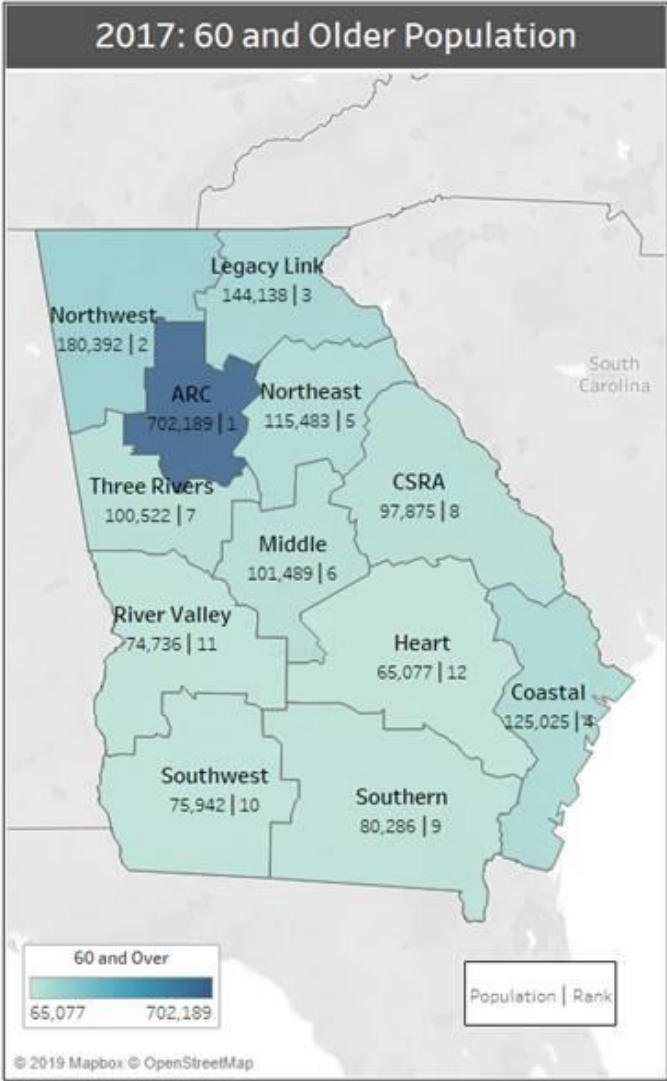 2017: 60 and Older Population
Legacy Link
144,138 | 3
Northwest
180,392 | 2
South
Carolina
ARC
702,189 | 1
Northeast
115,483 | 5
Three Rivers
100,522 | 7
CSRA
97,875 | 8
Middle
101,489 | 6
River Valley
74,736 | 11
Heart
65,077 | 12
Coastal
125,025 | 4
Southwest
75,942 | 10
Southern
80,286 | 9
60 and Over
65,077 702,189
Population | Rank
© 2019 Mapbox © OpenStreetMap